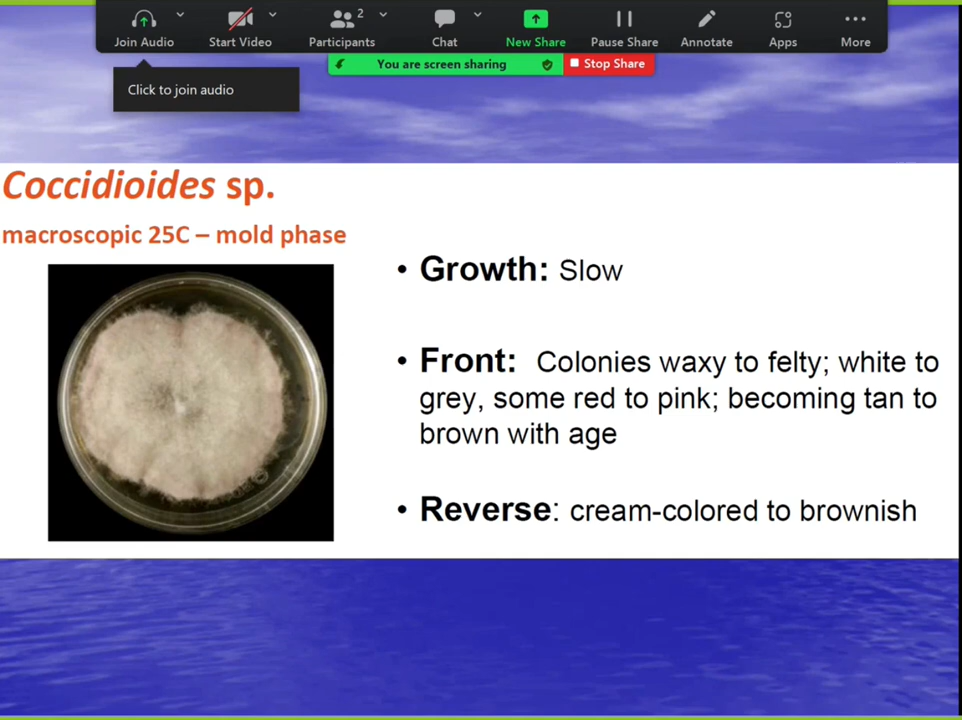 2
Join Audio Start Video Participants Chat New Share Pause Share Annotate Apps More
You are screen sharing Stop Share
Click to join audio
Coccidioides sp.
macroscopic 25C – mold phase
• Growth: Slow
• Front: Colonies waxy to felty; white to
grey, some red to pink; becoming tan to
brown with age
• Reverse: cream-colored to brownish